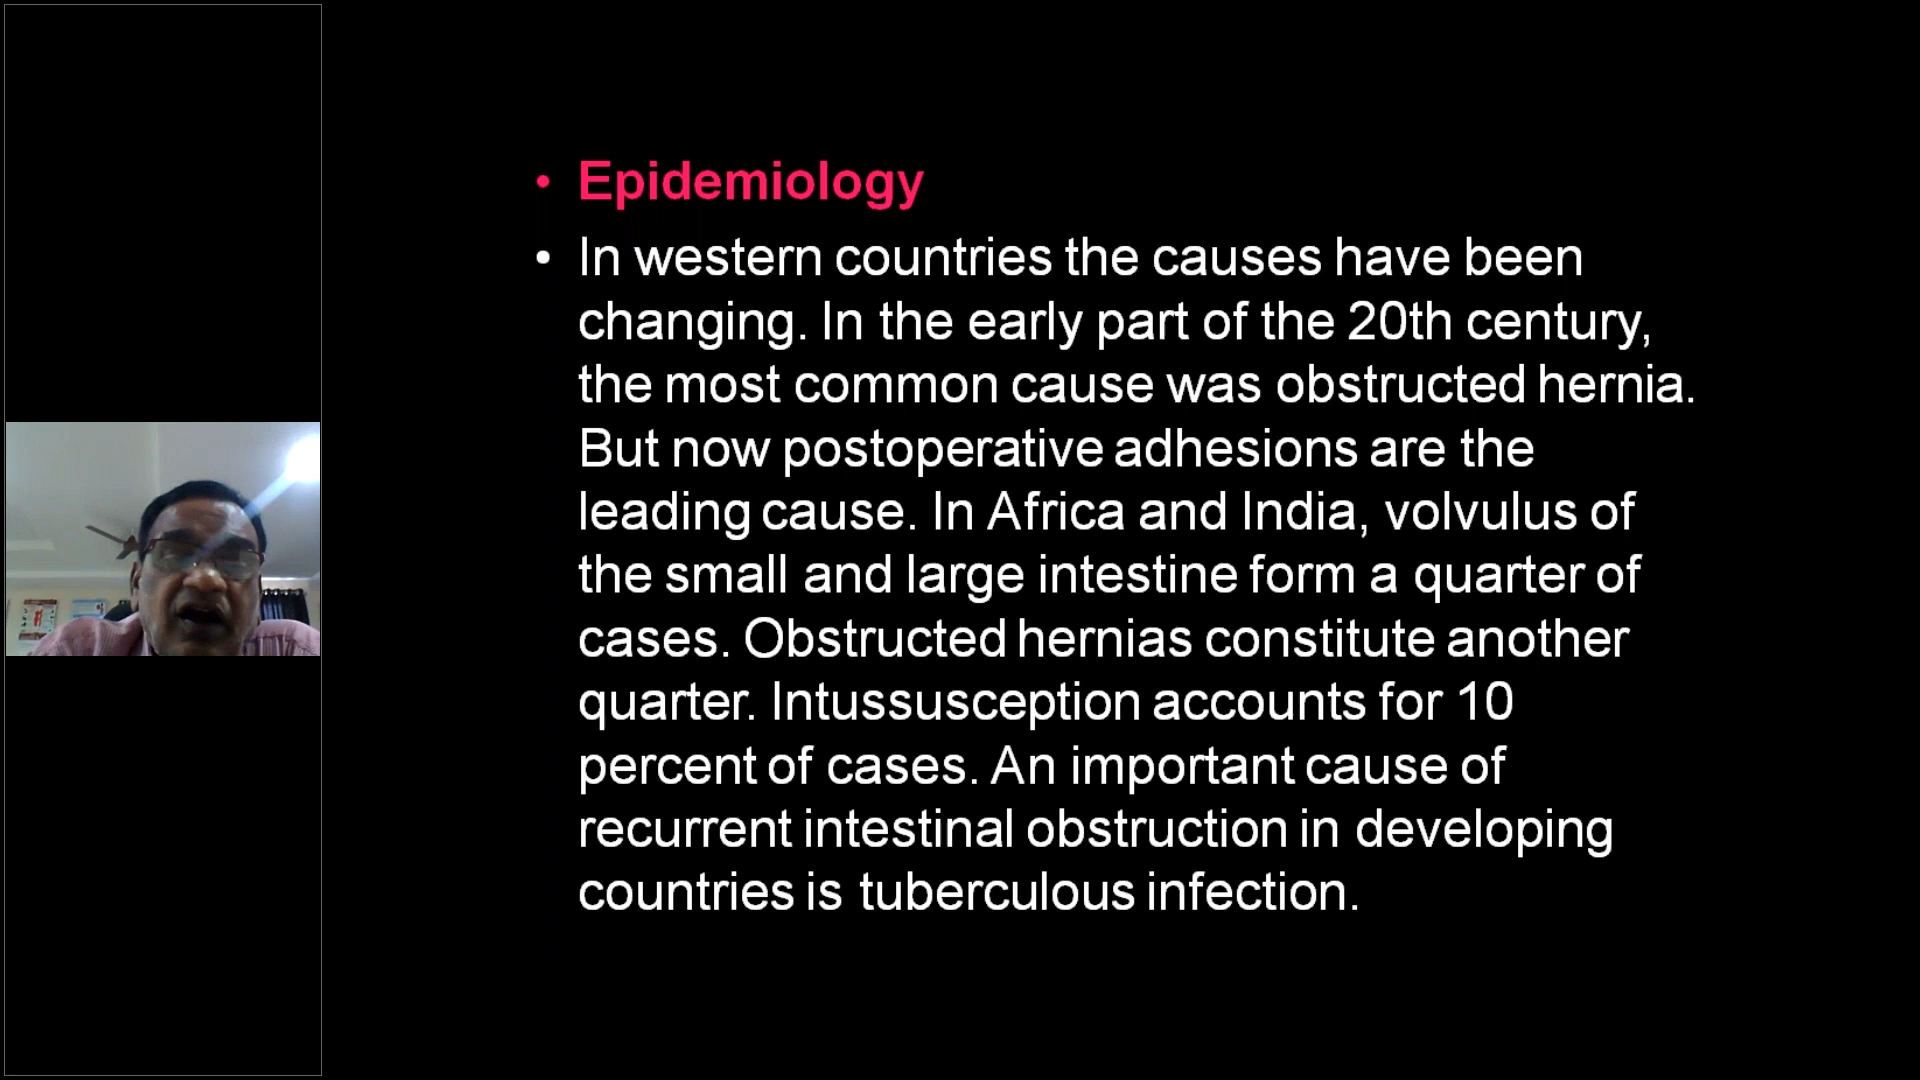 • Epidemiology
• In western countries the causes have been
changing. In the early part of the 20th century,
the most common cause was obstructed hernia.
But now postoperative adhesions are the
leading cause. In Africa and India, volvulus of
the small and large intestine form a quarter of
cases. Obstructed hernias constitute another
quarter. Intussusception accounts for 10
percent of cases. An important cause of
recurrent intestinal obstruction in developing
countries is tuberculous infection.